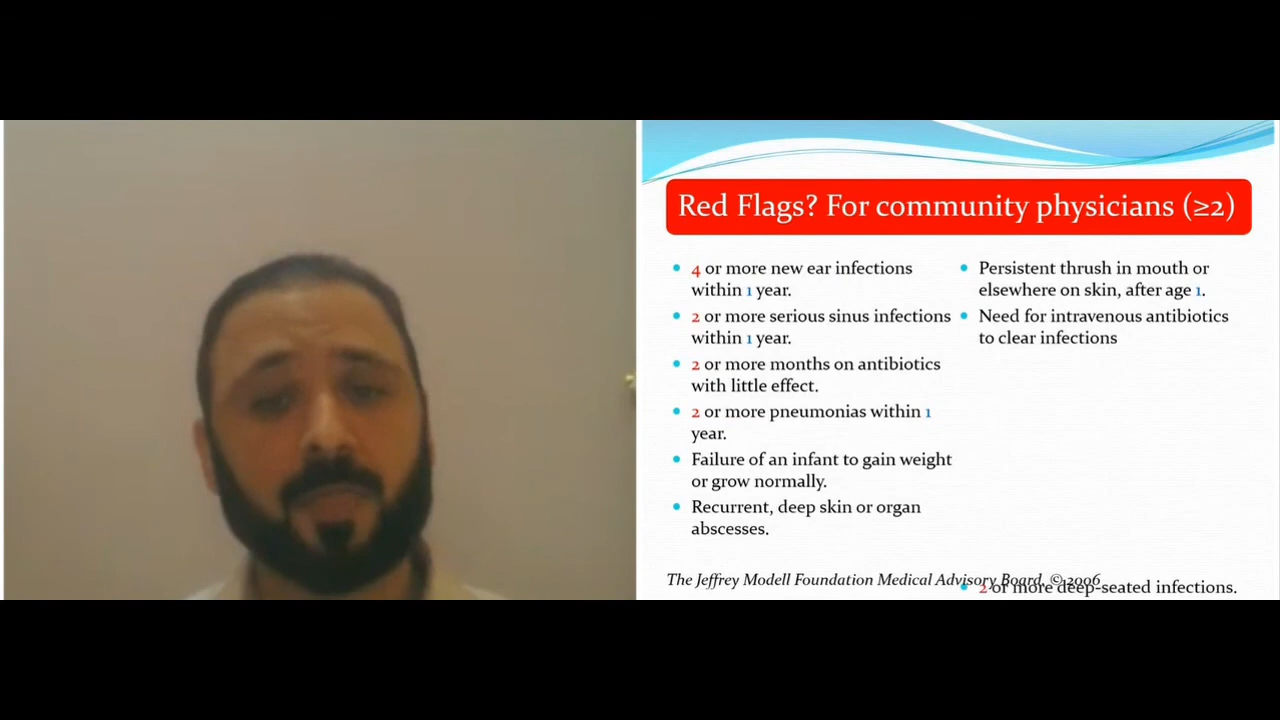 Red Flags? For community physicians (≥2)
4 or more new ear infections
within 1 year.
2 or more serious sinus infections
within 1 year.
2 or more months on antibiotics
with little effect.
2 or more pneumonias within 1
year.
Failure of an infant to gain weight
or grow normally.
Recurrent, deep skin or organ
abscesses.
Persistent thrush in mouth or
elsewhere on skin, after age 1.
Need for intravenous antibiotics
to clear infections
2 or more deep-seated infections.
The Jeffrey Modell Foundation Medical Advisory Board, © 2006